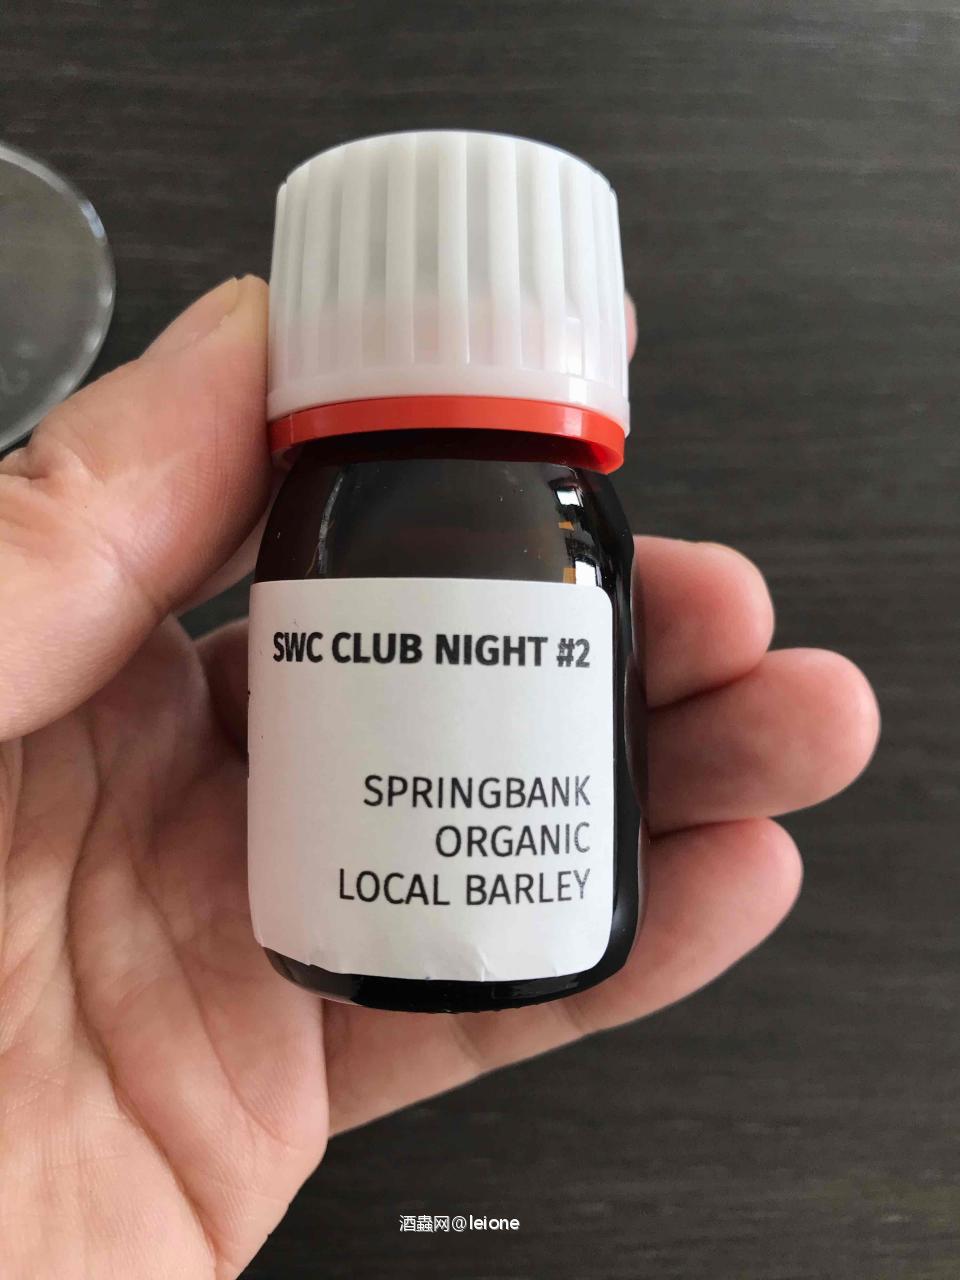 SWC CLUB NIGHT #2
SPRINGBANK
ORGANIC
LOCAL BARLEY
酒蟲网@leione